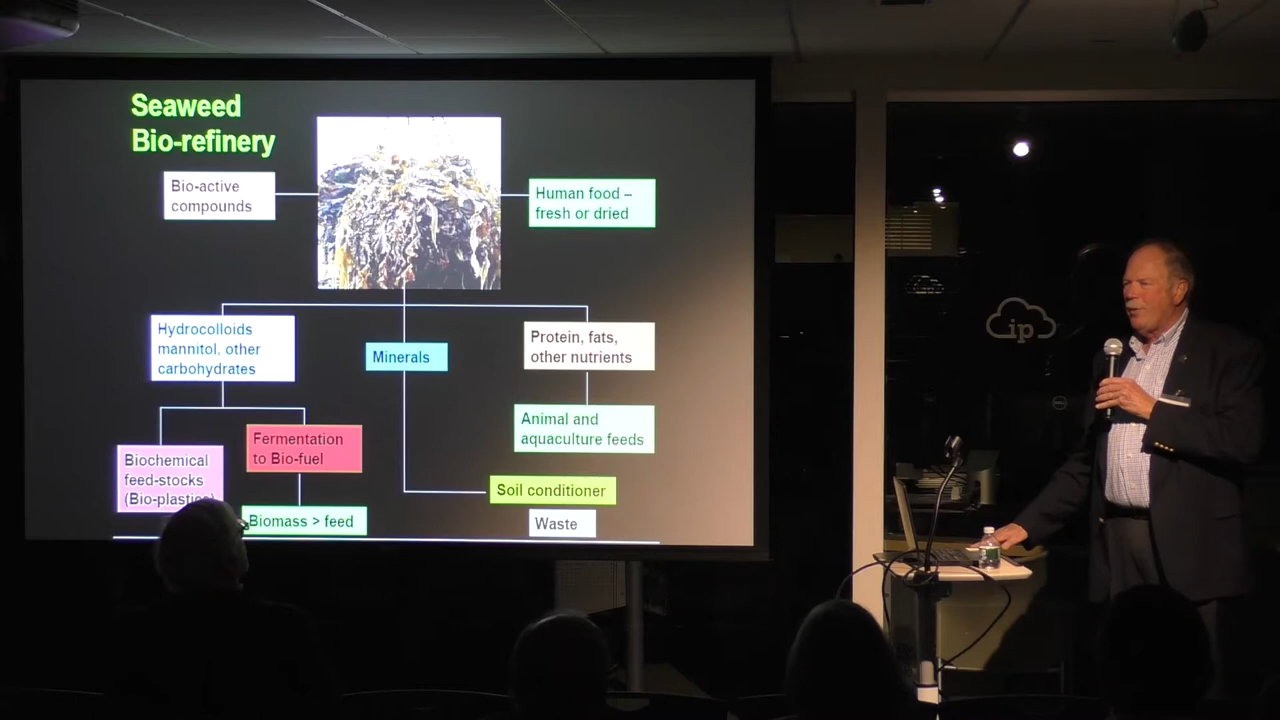 Seaweed
Bio-refinery
Bio-active
compounds
Human food –
fresh or dried
Hydrocolloids
mannitol, other
carbohydrates
Minerals
Protein, fats,
other nutrients
Animal and
aquaculture feeds
Fermentation
to Bio-fuel
Biochemical
feed-stocks
(Bio-plastics)
Soil conditioner
Biomass > feed
Waste
ip